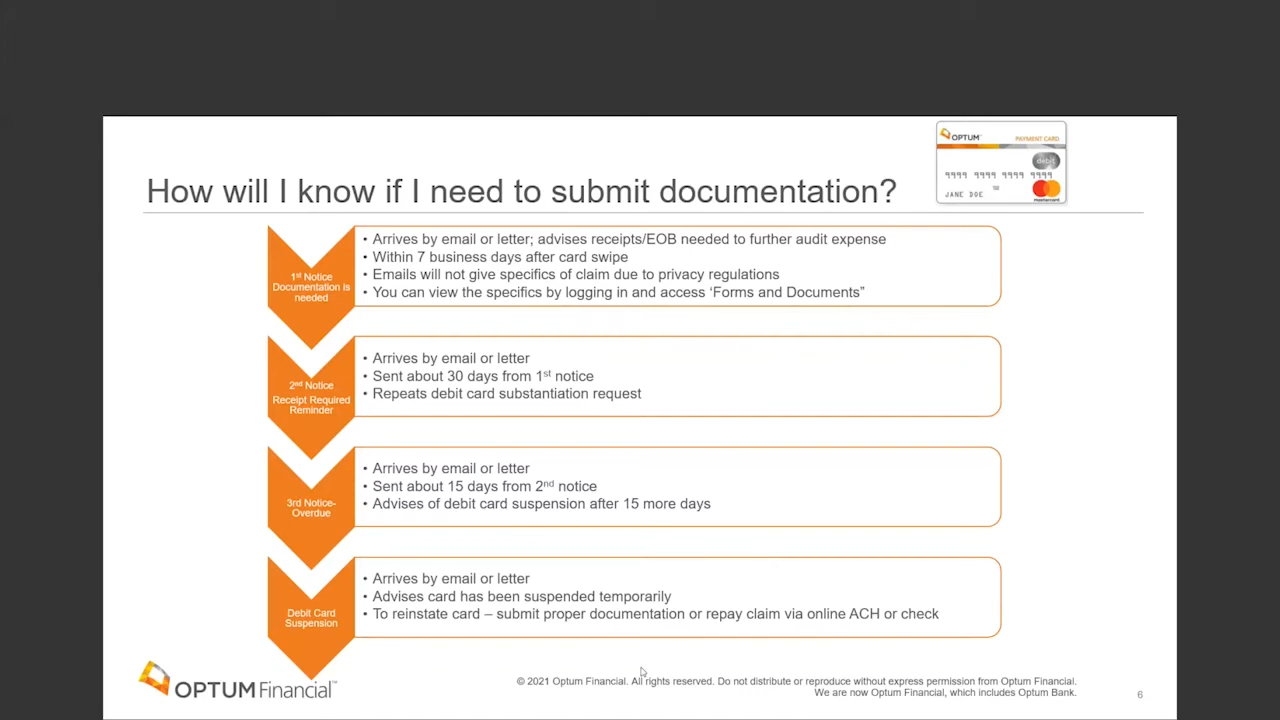 OPTUM™
PAYMENT CARD
debit
9999 9999 9999 9999
JANE DOE
mastercard
How will I know if I need to submit documentation?
1st Notice
Documentation is
needed
• Arrives by email or letter; advises receipts/EOB needed to further audit expense
• Within 7 business days after card swipe
• Emails will not give specifics of claim due to privacy regulations
• You can view the specifics by logging in and access ‘Forms and Documents”
2nd Notice
Receipt Required
Reminder
• Arrives by email or letter
• Sent about 30 days from 1st notice
• Repeats debit card substantiation request
3rd Notice-
Overdue
• Arrives by email or letter
• Sent about 15 days from 2nd notice
• Advises of debit card suspension after 15 more days
Debit Card
Suspension
• Arrives by email or letter
• Advises card has been suspended temporarily
• To reinstate card – submit proper documentation or repay claim via online ACH or check
OPTUM Financial™
© 2021 Optum Financial. All rights reserved. Do not distribute or reproduce without express permission from Optum Financial.
We are now Optum Financial, which includes Optum Bank.
6